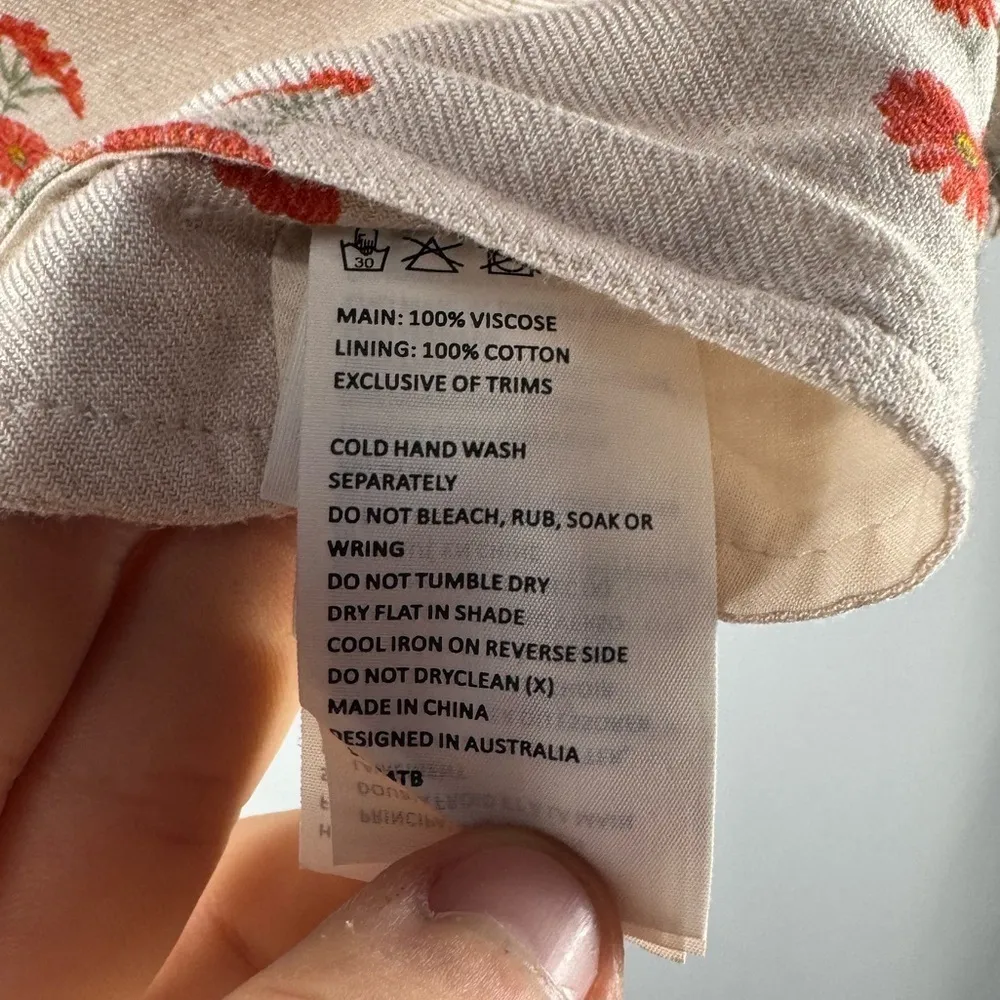 30
MAIN: 100% VISCOSE
LINING: 100% COTTON
EXCLUSIVE OF TRIMS
COLD HAND WASH
SEPARATELY
DO NOT BLEACH, RUB, SOAK OR
WRING
DO NOT TUMBLE DRY
DRY FLAT IN SHADE
COOL IRON ON REVERSE SIDE
DO NOT DRYCLEAN (X)
MADE IN CHINA
DESIGNED IN AUSTRALIA